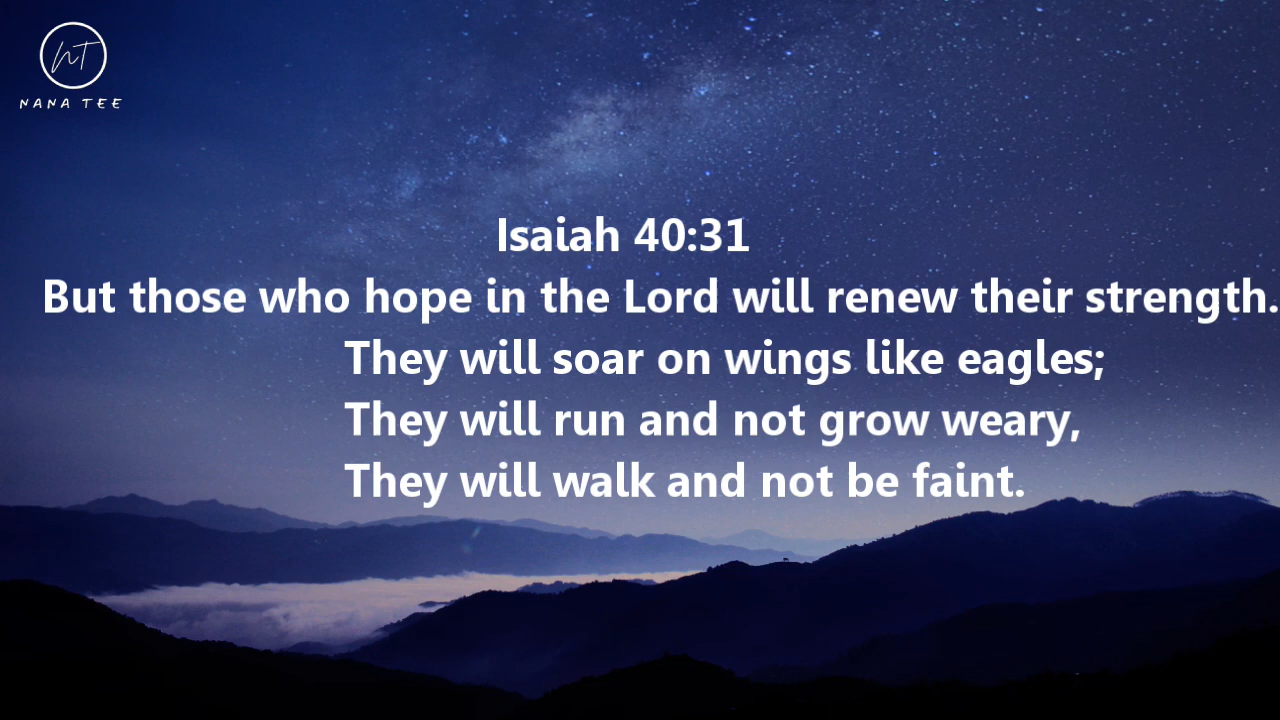 NT
NANA TEE
Isaiah 40:31
But those who hope in the Lord will renew their strength.
They will soar on wings like eagles;
They will run and not grow weary,
They will walk and not be faint.